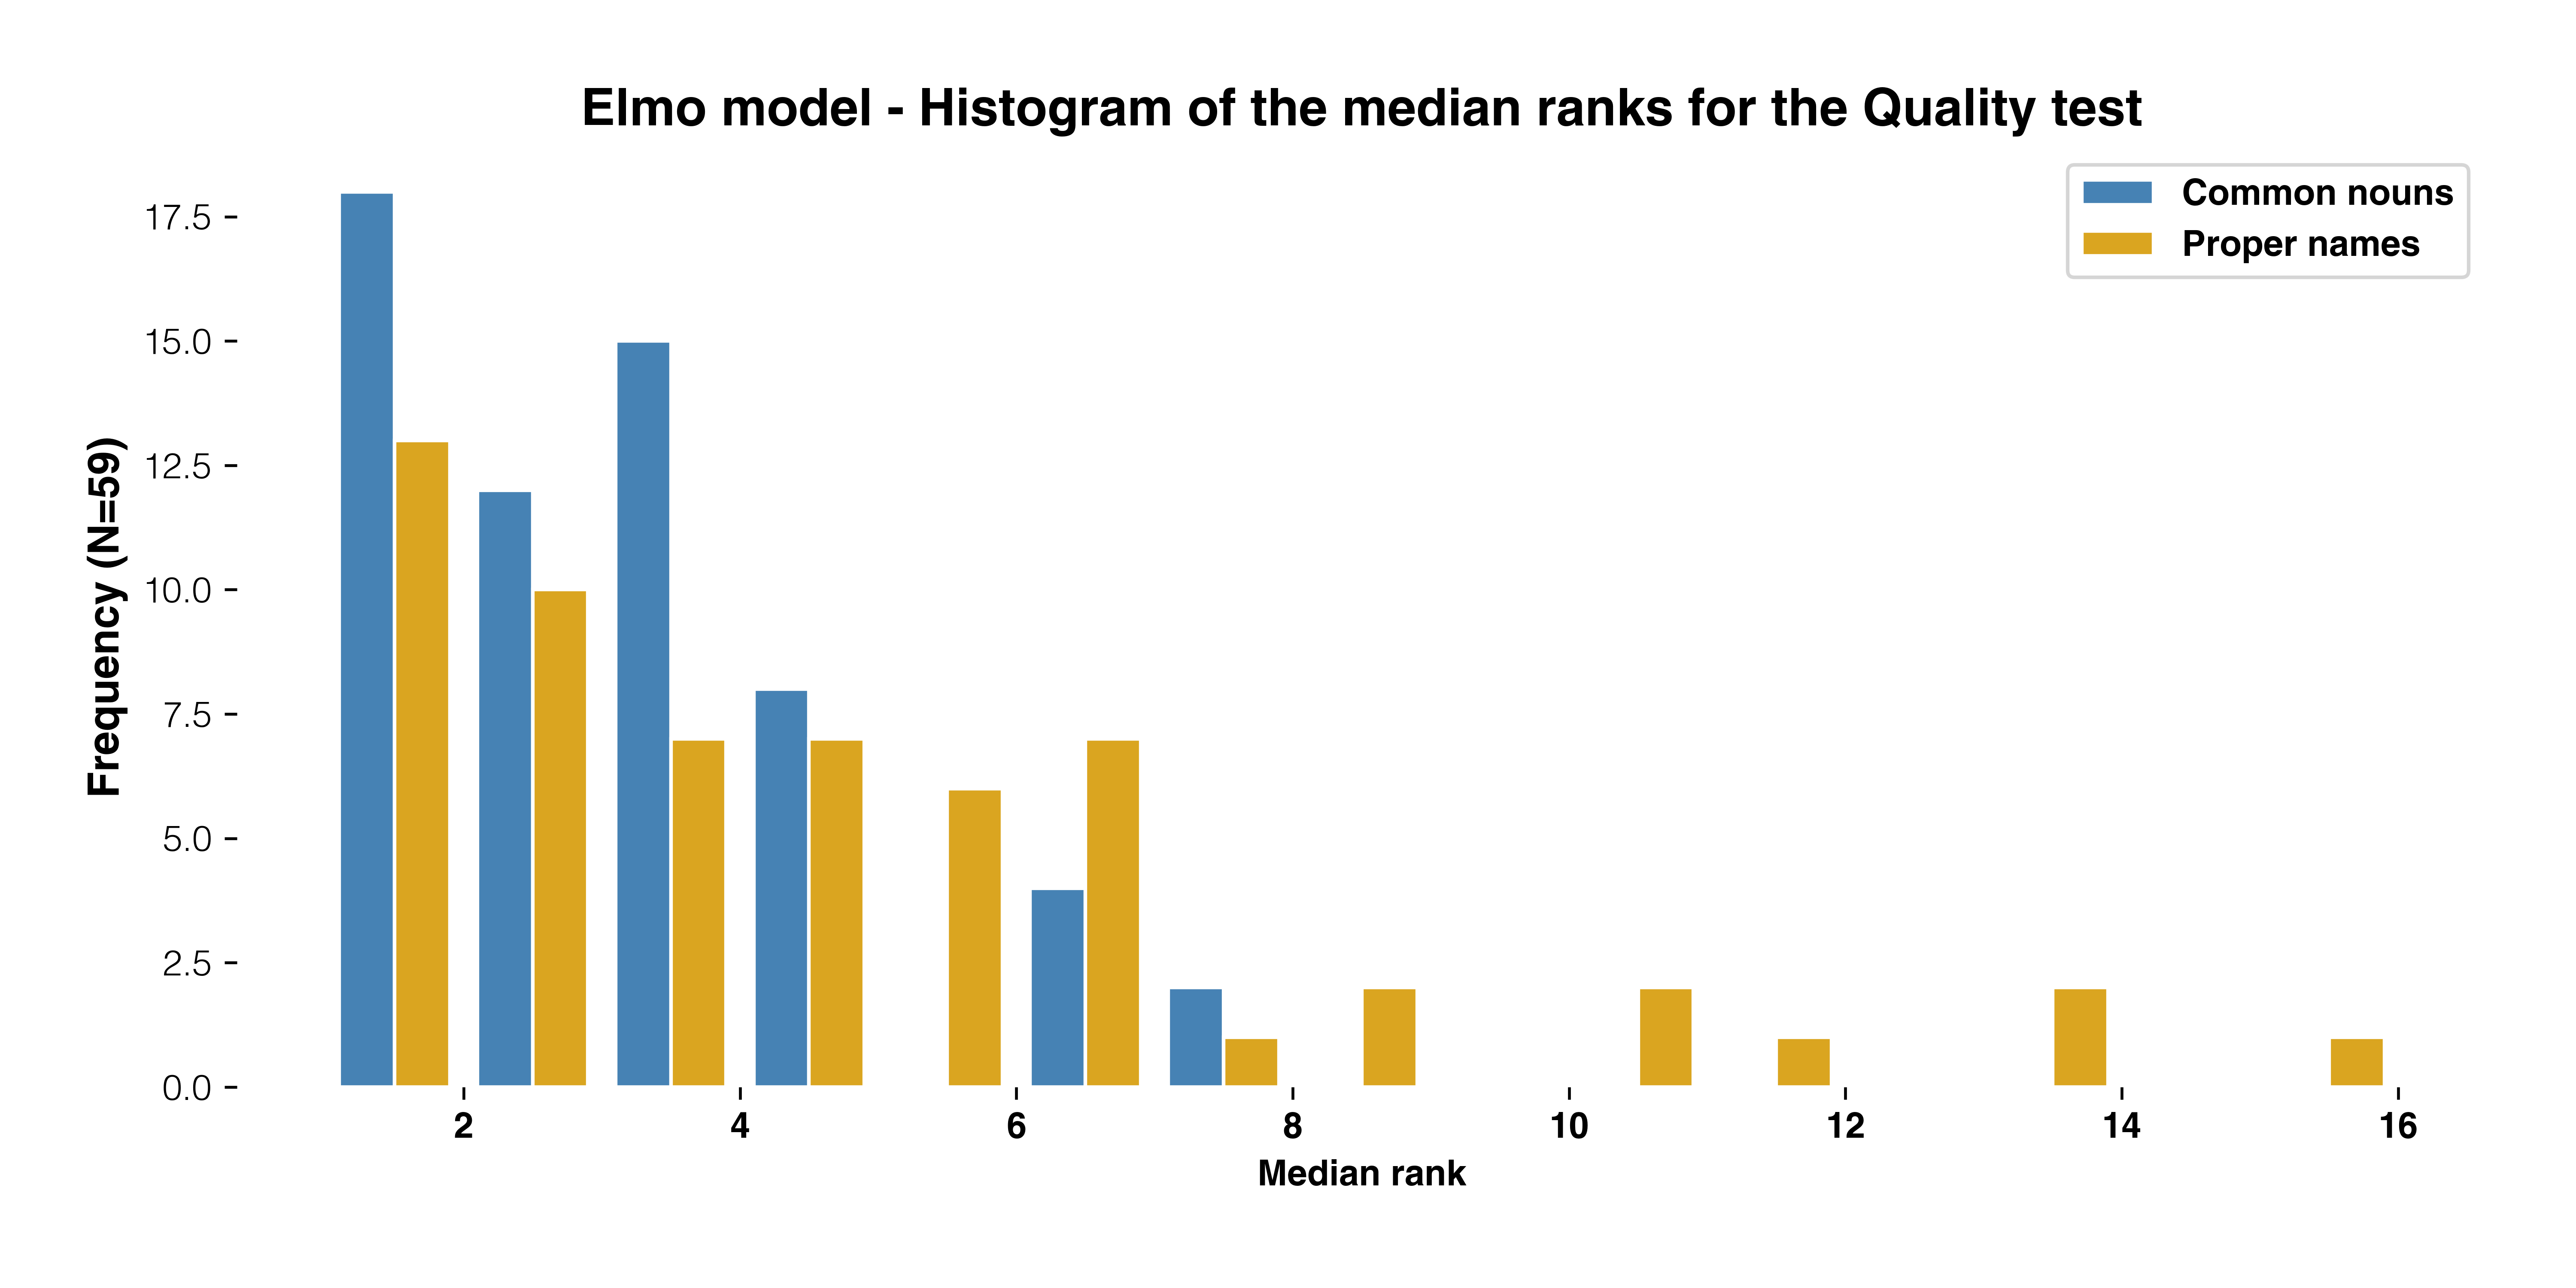 Elmo model - Histogram of the median ranks for the Quality test
Common nouns
Proper names
Frequency (N=59)
17.5
15.0
12.5
10.0
7.5
5.0
2.5
0.0
2 4 6 8 10 12 14 16
Median rank